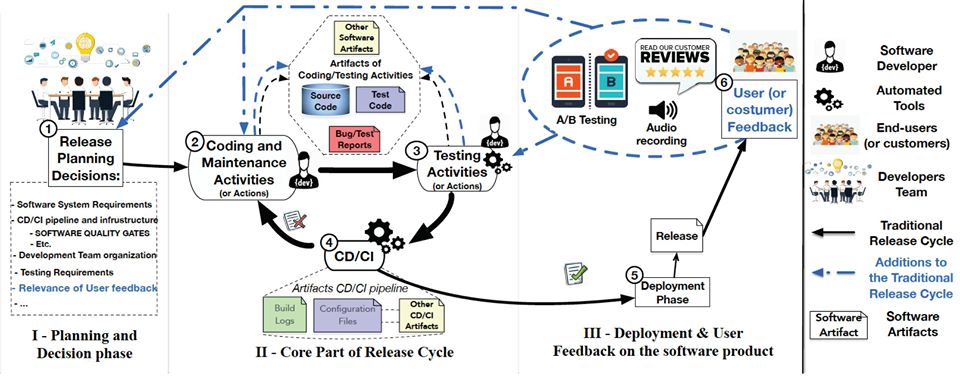 1
Release
Planning
Decisions:
- Software System Requirements
- CD/CI pipeline and infrustructure
- SOFTWARE QUALITY GATES
- Etc.
- Development Team organization
- Testing Requirements
- Relevance of User feedback
- ...
I - Planning and
Decision phase
Other
Software
Artifacts
Artifacts of
Coding/Testing Activities
Source
Code
Test
Code
Bug/Test
Reports
2
Coding and
Maintenance
Activities
(or Actions)
{dev}
3
Testing
Activities
(or Actions)
{dev}
4
CD/CI
Artifacts CD/CI pipeline
Build
Logs
Configuration
Files
Other
CD/CI
Artifacts
II - Core Part of Release Cycle
A
B
A/B Testing
READ OUR CUSTOMER
REVIEWS
Audio
recording
6
User (or
costumer)
Feedback
Release
5
Deployment
Phase
III - Deployment & User
Feedback on the software product
{dev}
Software
Developer
Automated
Tools
End-users
(or customers)
Developers
Team
Traditional
Release Cycle
Additions to
the Traditional
Release Cycle
Software
Artifact
Software
Artifacts